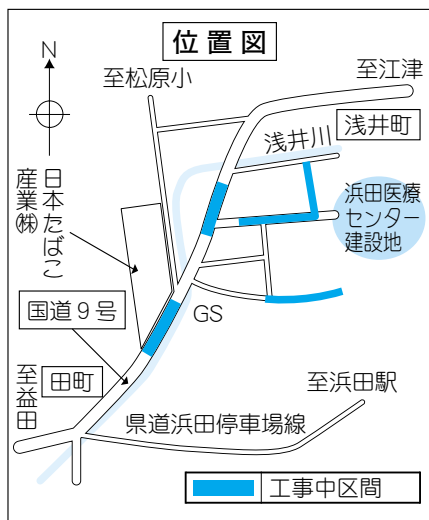 位置図
N
至松原小
至江津
浅井川
浅井町
日本たばこ
産業㈱
浜田医療
センター
建設地
国道9号
GS
至益田
田町
至浜田駅
県道浜田停車場線
工事中区間